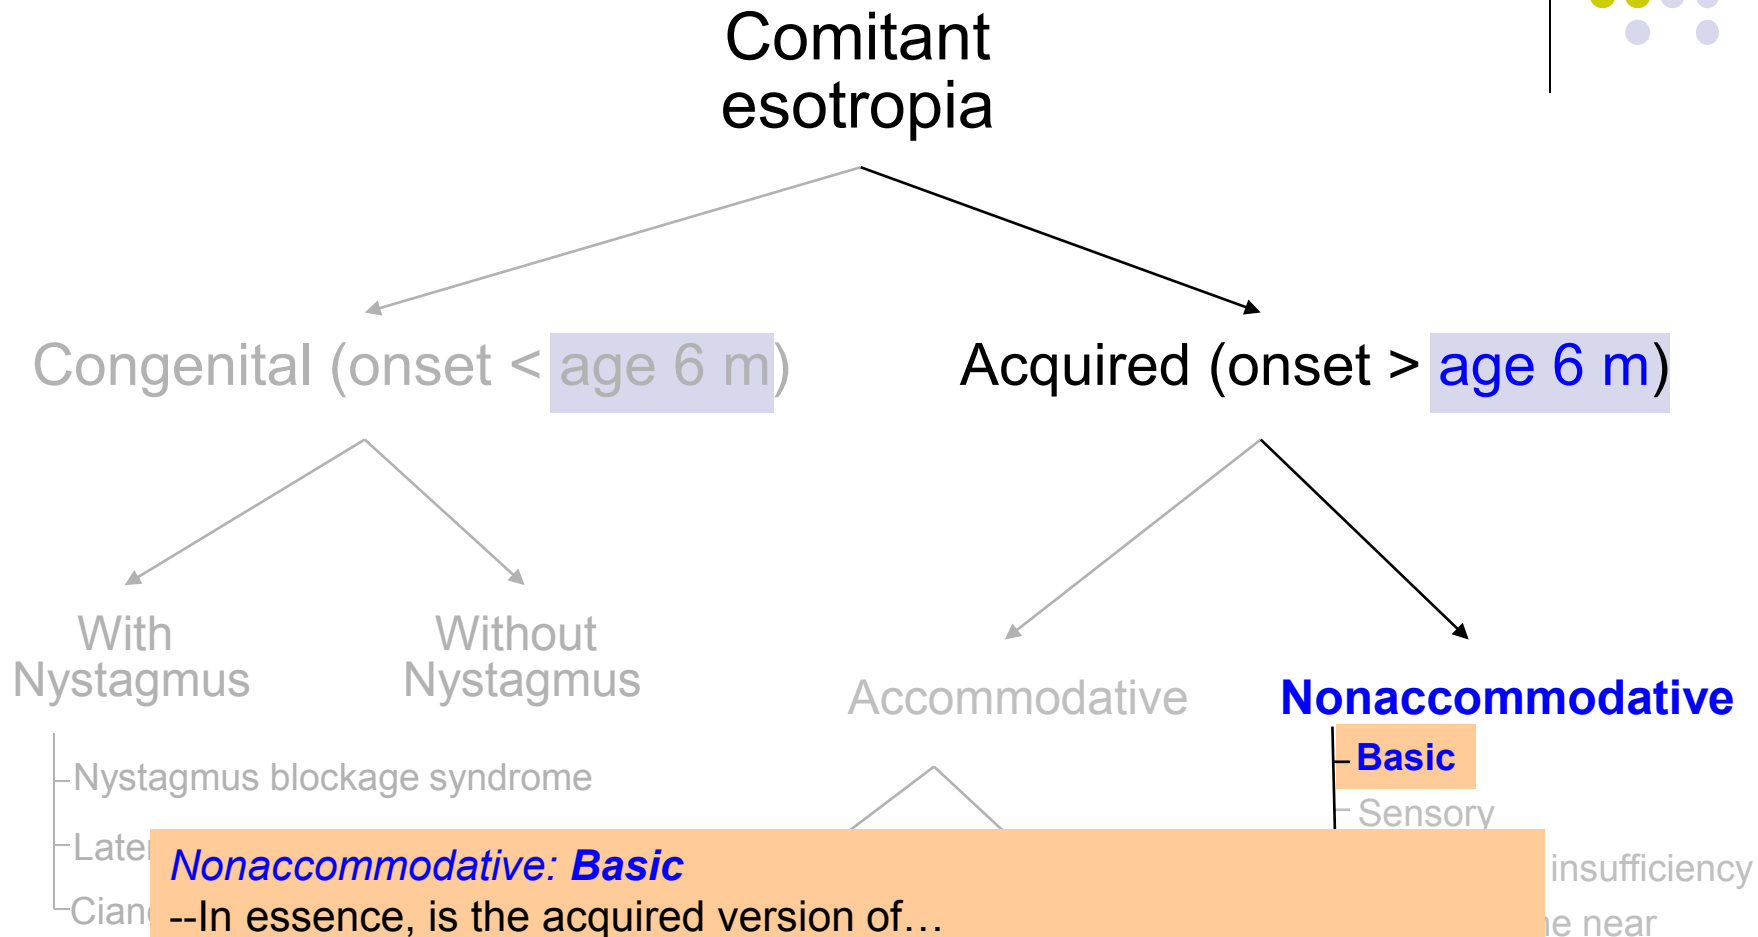 Comitant
esotropia
Congenital (onset < age 6 m)
Acquired (onset > age 6 m)
With
Nystagmus
Without
Nystagmus
Accommodative
Nonaccommodative
Basic
Nystagmus blockage syndrome
Sensory
Nonaccommodative: Basic
insufficiency
--In essence, is the acquired version of…
near